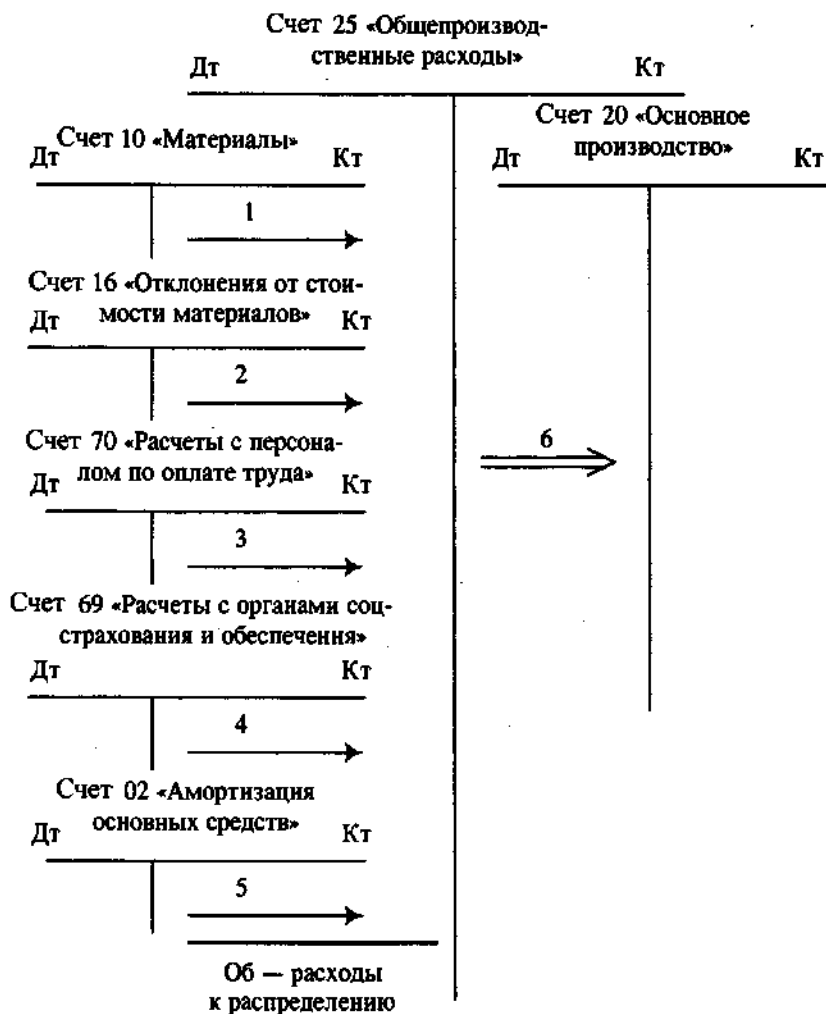 Счет 25 «Общепроизвод-
ственные расходы»
Дт Кт
Счет 10 «Материалы»
Дт Кт
1
Счет 16 «Отклонения от стои-
мости материалов»
Дт Кт
2
Счет 70 «Расчеты с персона-
лом по оплате труда»
Дт Кт
3
Счет 69 «Расчеты с органами соц-
страхования и обеспечения»
Дт Кт
4
Счет 02 «Амортизация
основных средств»
Дт Кт
5
Об — расходы
к распределению
6
Счет 20 «Основное
производство»
Дт Кт